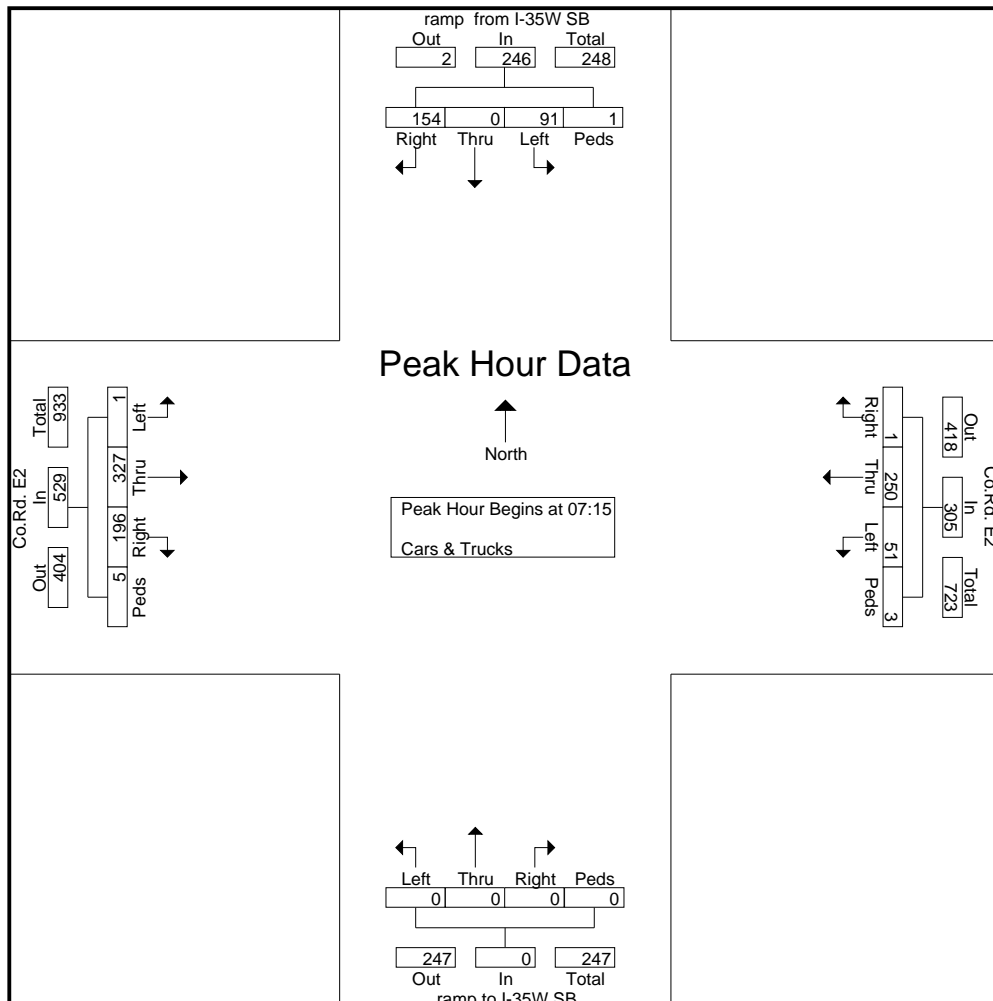 ramp from I-35W SB
Out In Total
2 246 248
154 0 91 1
Right Thru Left Peds
Peak Hour Data
North
Peak Hour Begins at 07:15
Cars & Trucks
Co.Rd. E2
Total In Out
933 529 404
1 327 196 5
Left Thru Right Peds
Right Thru Left Peds
1 250 51 3
Out In Total
418 305 723
Co.Rd. E2
Left Thru Right Peds
0 0 0 0
247 0 247
Out In Total
ramp to I-35W SB